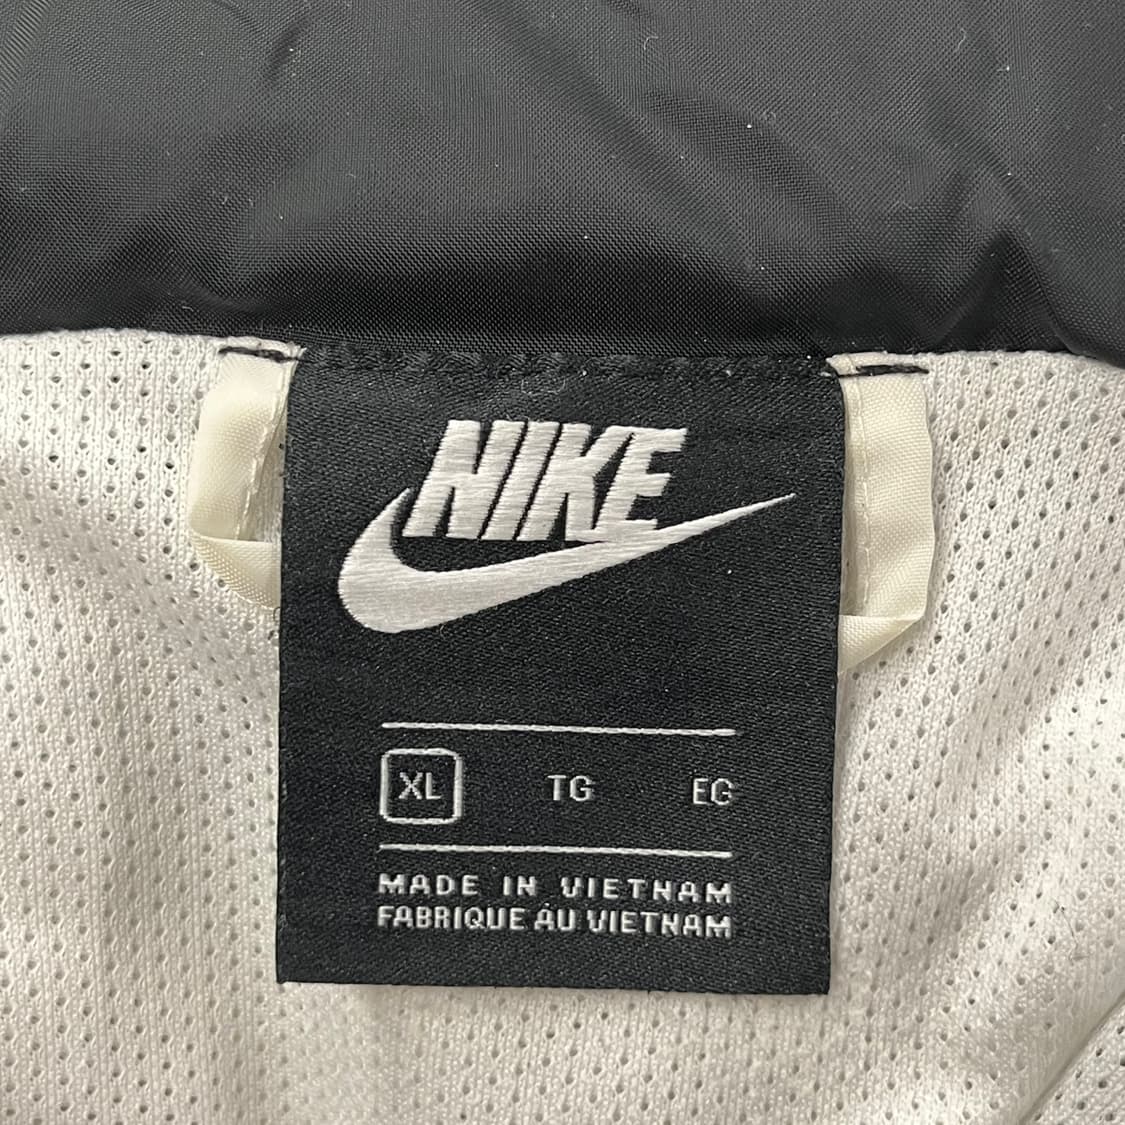 NIKE
XL TG EG
MADE IN VIETNAM
FABRIQUE AU VIETNAM